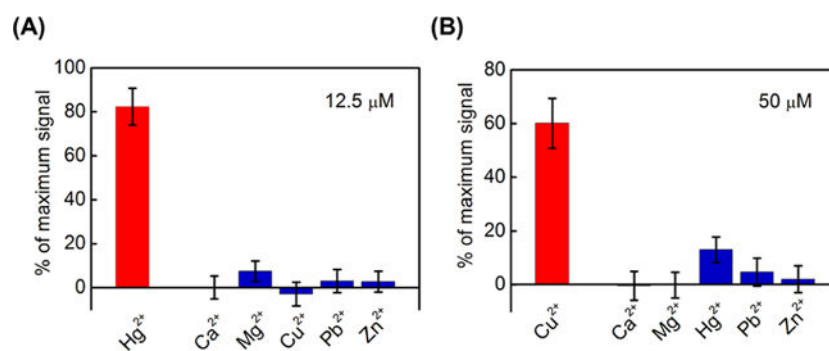 (A)
% of maximum signal
100
80
60
40
20
0
12.5 μM
Hg²⁺
Ca²⁺
Mg²⁺
Cu²⁺
Pb²⁺
Zn²⁺
(B)
% of maximum signal
80
60
40
20
0
50 μM
Cu²⁺
Ca²⁺
Mg²⁺
Hg²⁺
Pb²⁺
Zn²⁺